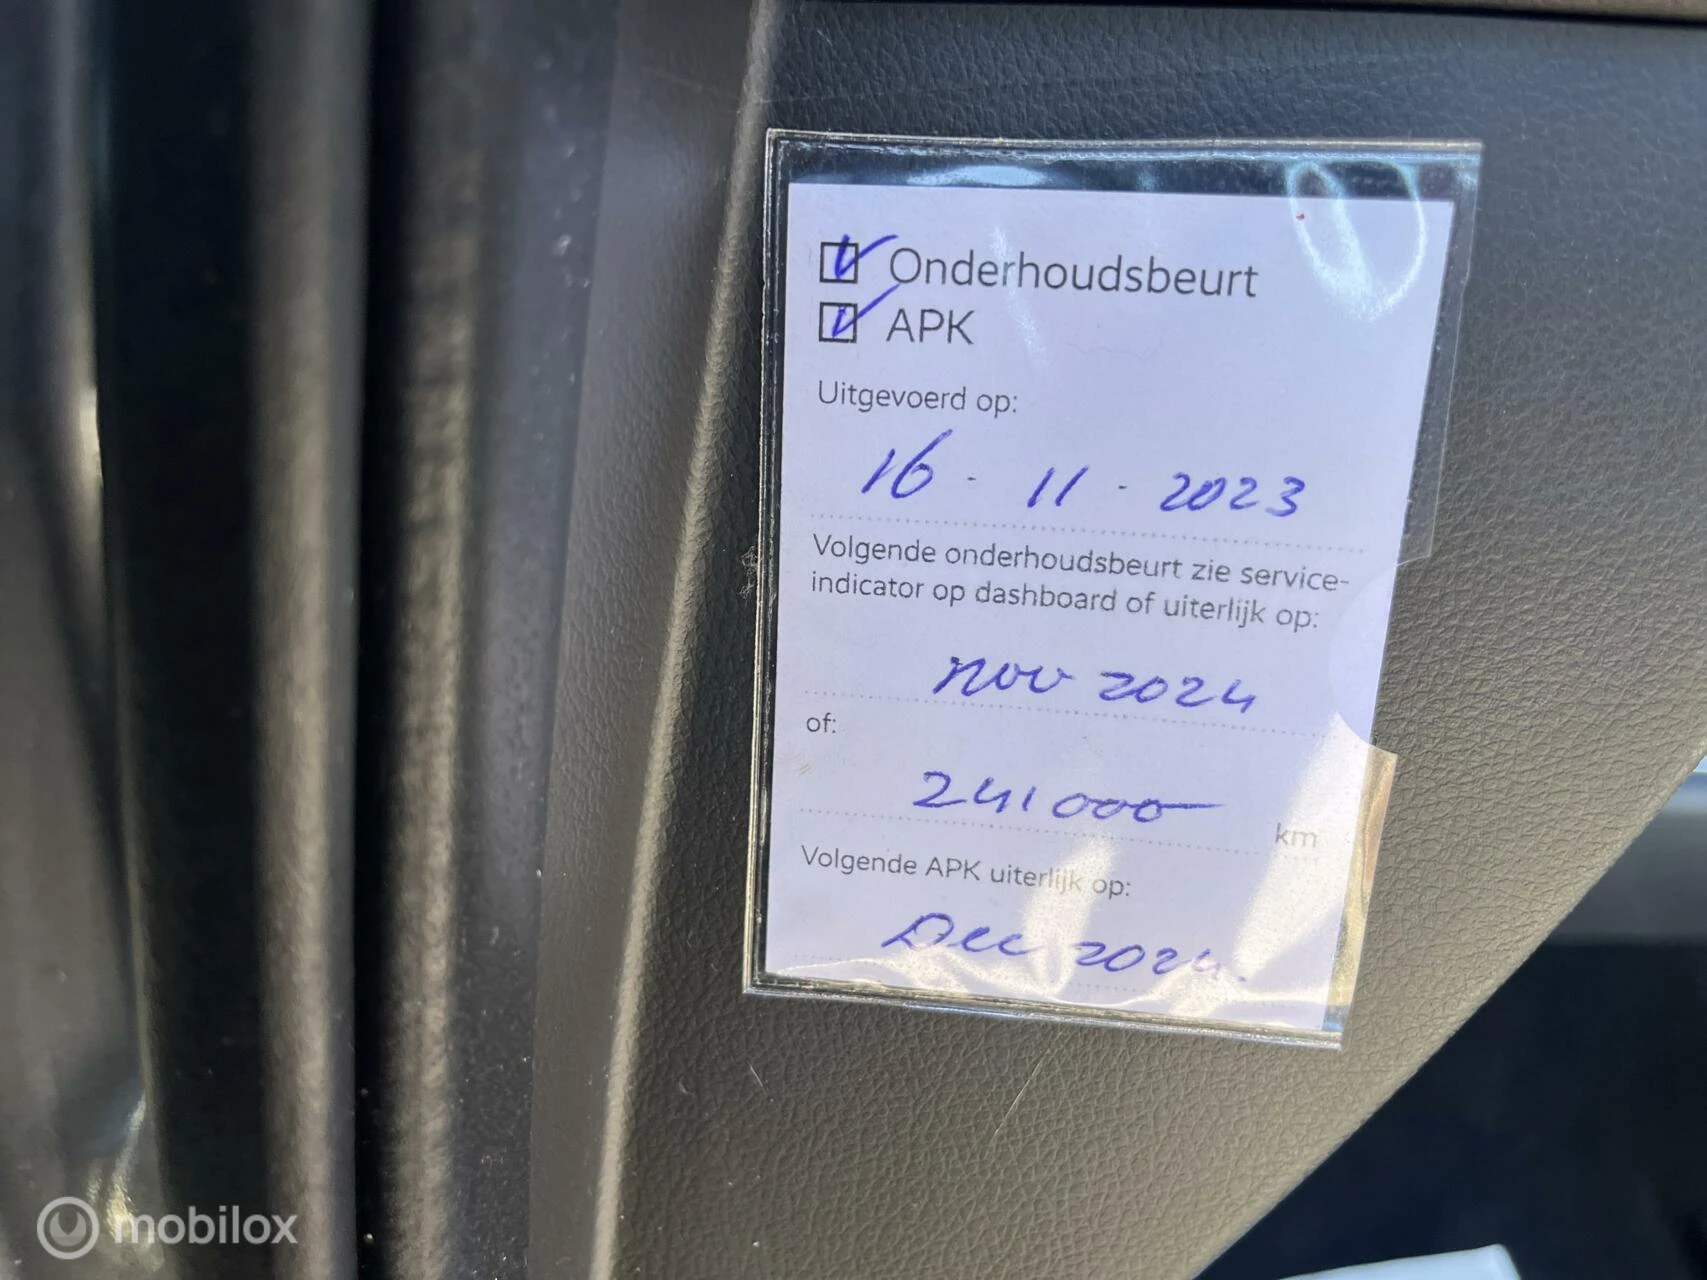 Onderhoudsbeurt
APK
Uitgevoerd op:
16 - 11 - 2023
Volgende onderhoudsbeurt zie service-
indicator op dashboard of uiterlijk op:
nov 2024
of:
241000
km
Volgende APK uiterlijk op:
Dec 2024.
mobilox